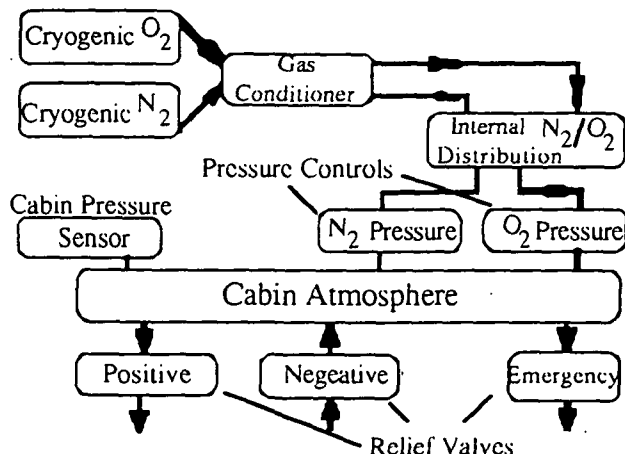 Cryogenic O2
Cryogenic N2
Gas
Conditioner
Internal N2/O2
Distribution
Pressure Controls
Cabin Pressure
Sensor
N2 Pressure
O2 Pressure
Cabin Atmosphere
Positive
Negeative
Emergency
Relief Valves